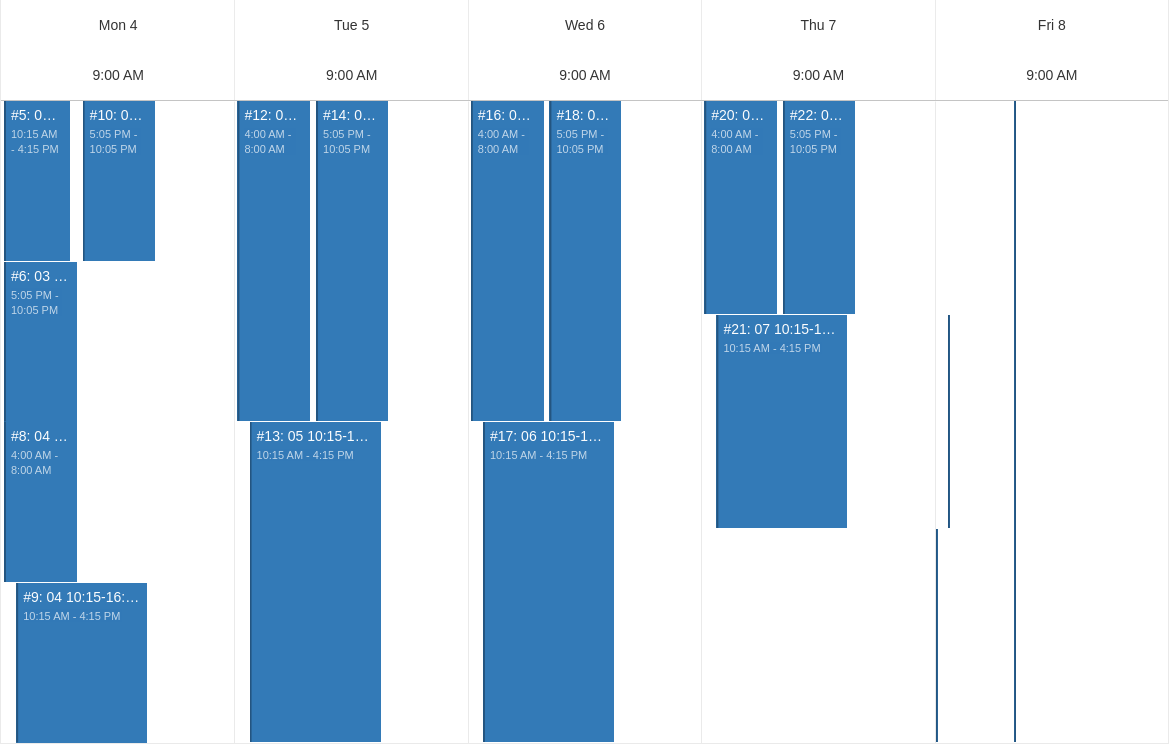 Mon 4
Tue 5
Wed 6
Thu 7
Fri 8
9:00 AM
9:00 AM
9:00 AM
9:00 AM
9:00 AM
#5: 0…
10:15 AM
- 4:15 PM
#10: 0…
5:05 PM -
10:05 PM
#12: 0…
4:00 AM -
8:00 AM
#14: 0…
5:05 PM -
10:05 PM
#16: 0…
4:00 AM -
8:00 AM
#18: 0…
5:05 PM -
10:05 PM
#20: 0…
4:00 AM -
8:00 AM
#22: 0…
5:05 PM -
10:05 PM
#6: 03 …
5:05 PM -
10:05 PM
#21: 07 10:15-1…
10:15 AM - 4:15 PM
#8: 04 …
4:00 AM -
8:00 AM
#13: 05 10:15-1…
10:15 AM - 4:15 PM
#17: 06 10:15-1…
10:15 AM - 4:15 PM
#9: 04 10:15-16:…
10:15 AM - 4:15 PM